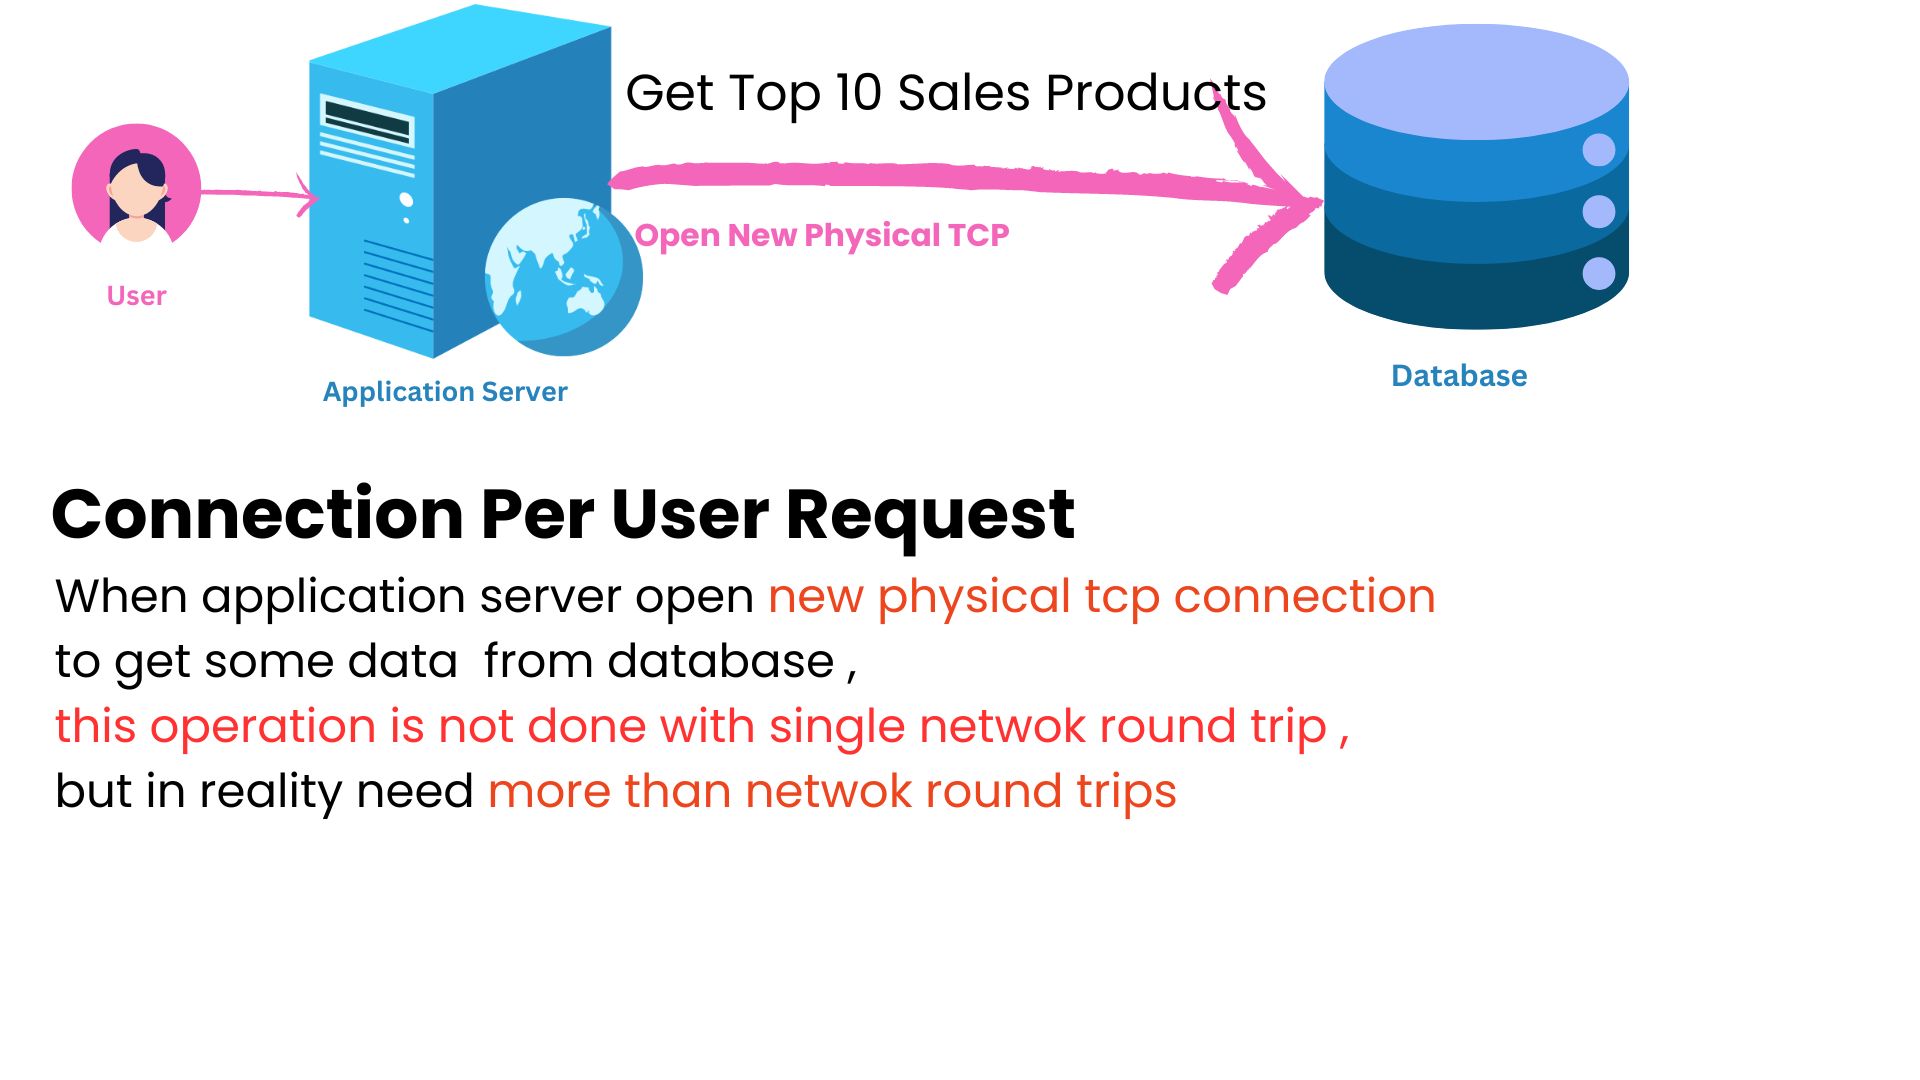 Get Top 10 Sales Products
Open New Physical TCP
User
Application Server
Database
Connection Per User Request
When application server open new physical tcp connection
to get some data  from database ,
this operation is not done with single netwok round trip ,
but in reality need more than netwok round trips